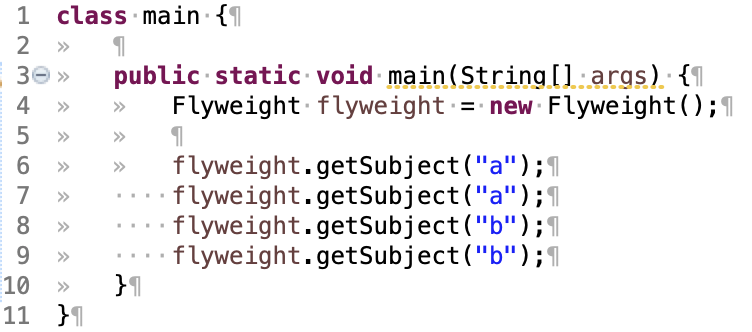 1 class·main·{¶
2 » ¶
3 » public·static·void·main(String[]·args)·{¶
4 » » Flyweight·flyweight·=·new·Flyweight();¶
5 » » ¶
6 » » flyweight.getSubject("a");¶
7 » ····flyweight.getSubject("a");¶
8 » ····flyweight.getSubject("b");¶
9 » ····flyweight.getSubject("b");¶
10 » }¶
11 }¶